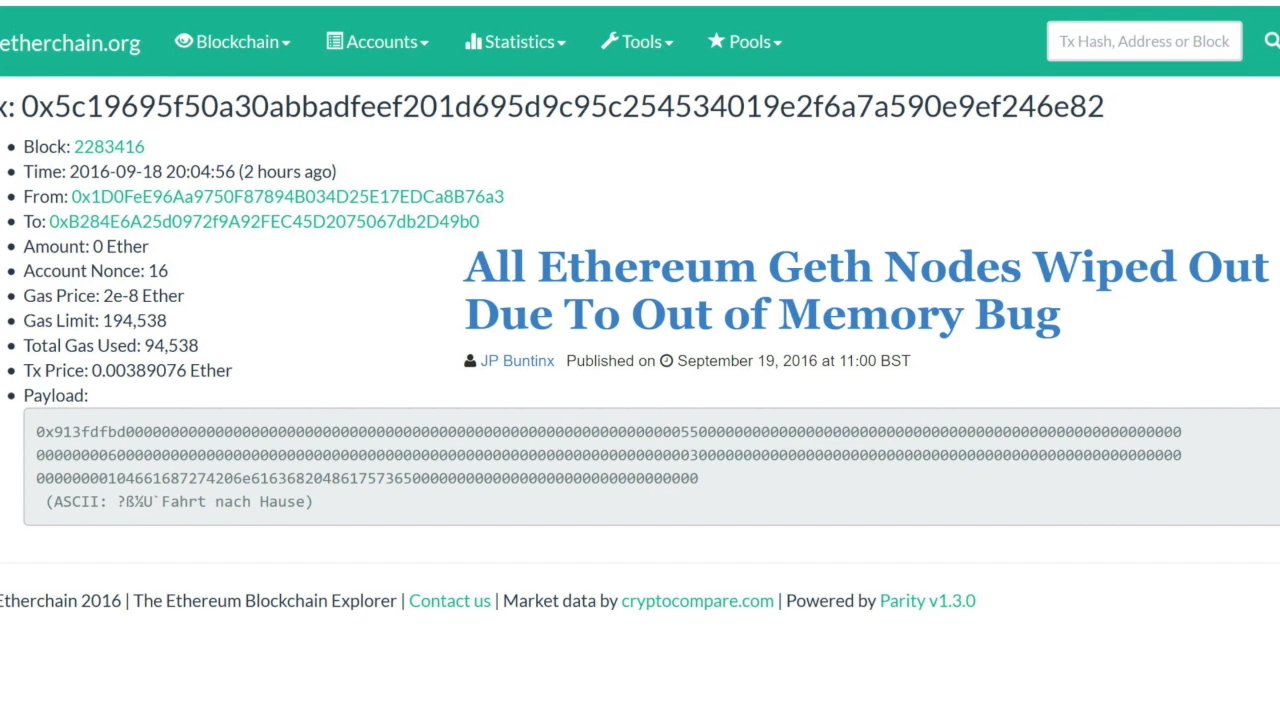 etherchain.org Blockchain Accounts Statistics Tools Pools Tx Hash, Address or Block
x: 0x5c19695f50a30abbadfeef201d695d9c95c254534019e2f6a7a590e9ef246e82
Block: 2283416
Time: 2016-09-18 20:04:56 (2 hours ago)
From: 0x1D0FeE96Aa9750F87894B034D25E17EDCa8B76a3
To: 0xB284E6A25d0972f9A92FEC45D2075067db2D49b0
Amount: 0 Ether
Account Nonce: 16
Gas Price: 2e-8 Ether
Gas Limit: 194,538
Total Gas Used: 94,538
Tx Price: 0.00389076 Ether
Payload:
All Ethereum Geth Nodes Wiped Out
Due To Out of Memory Bug
JP Buntinx Published on September 19, 2016 at 11:00 BST
(ASCII: ?ß½U`Fahrt nach Hause)
Etherchain 2016 | The Ethereum Blockchain Explorer | Contact us | Market data by cryptocompare.com | Powered by Parity v1.3.0